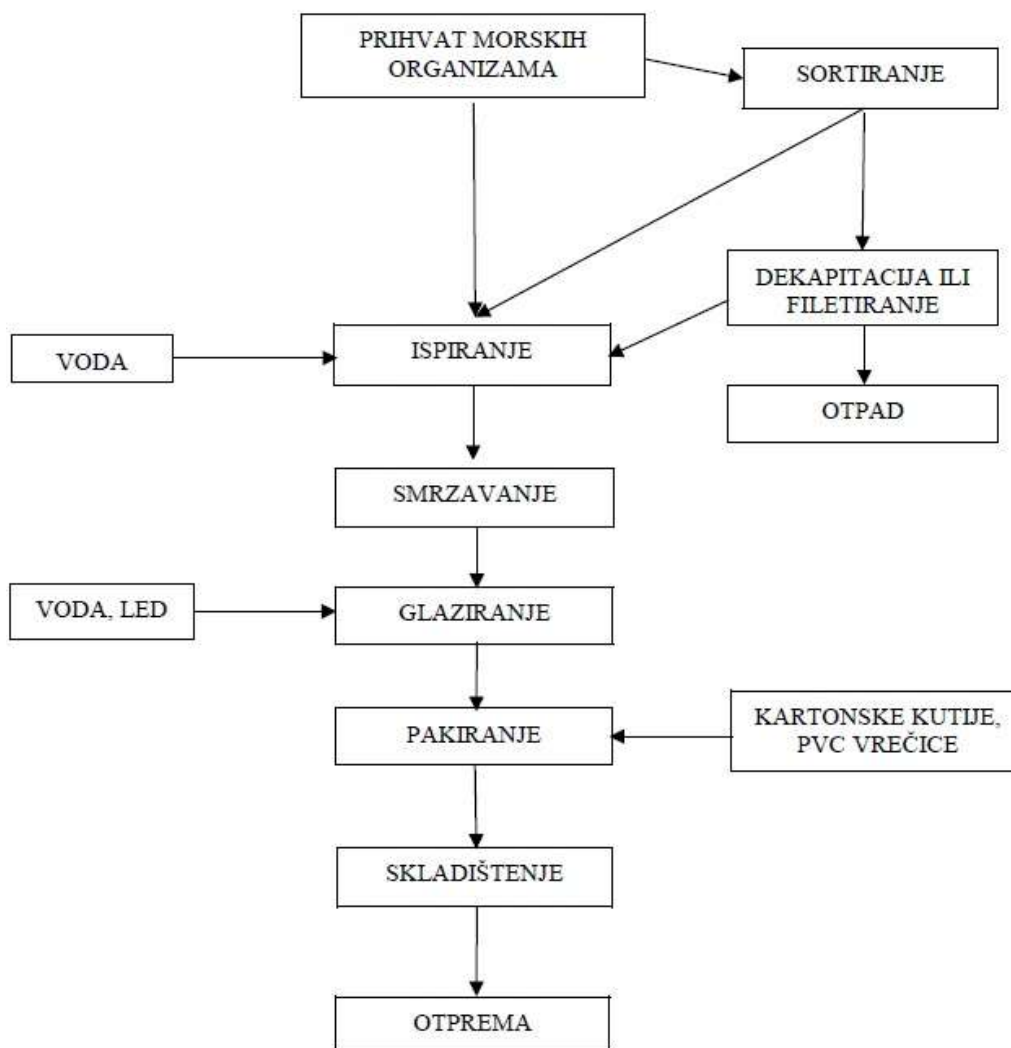 PRIHVAT MORSKIH
ORGANIZAMA
SORTIRANJE
DEKAPITACIJA ILI
FILETIRANJE
VODA
ISPIRANJE
OTPAD
SMRZAVANJE
VODA, LED
GLAZIRANJE
PAKIRANJE
KARTONSKE KUTIJE,
PVC VREČICE
SKLADIŠTENJE
OTPREMA